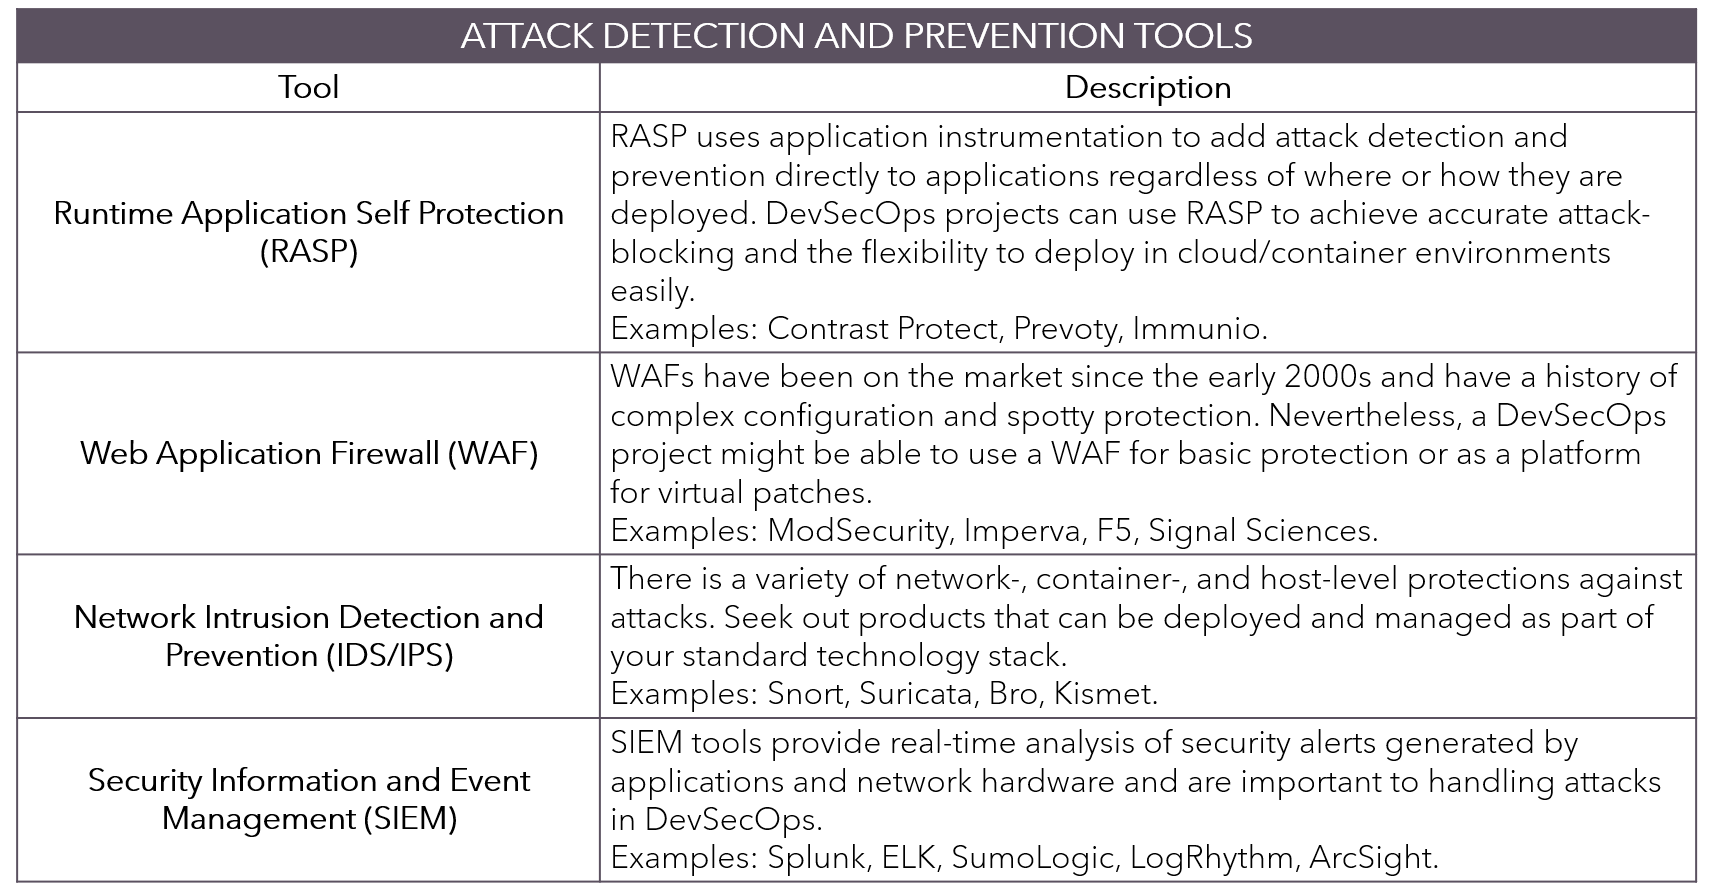 ATTACK DETECTION AND PREVENTION TOOLS
Tool
Description
Runtime Application Self Protection
(RASP)
RASP uses application instrumentation to add attack detection and
prevention directly to applications regardless of where or how they are
deployed. DevSecOps projects can use RASP to achieve accurate attack-
blocking and the flexibility to deploy in cloud/container environments
easily.
Examples: Contrast Protect, Prevoty, Immunio.
Web Application Firewall (WAF)
WAFs have been on the market since the early 2000s and have a history of
complex configuration and spotty protection. Nevertheless, a DevSecOps
project might be able to use a WAF for basic protection or as a platform
for virtual patches.
Examples: ModSecurity, Imperva, F5, Signal Sciences.
Network Intrusion Detection and
Prevention (IDS/IPS)
There is a variety of network-, container-, and host-level protections against
attacks. Seek out products that can be deployed and managed as part of
your standard technology stack.
Examples: Snort, Suricata, Bro, Kismet.
Security Information and Event
Management (SIEM)
SIEM tools provide real-time analysis of security alerts generated by
applications and network hardware and are important to handling attacks
in DevSecOps.
Examples: Splunk, ELK, SumoLogic, LogRhythm, ArcSight.